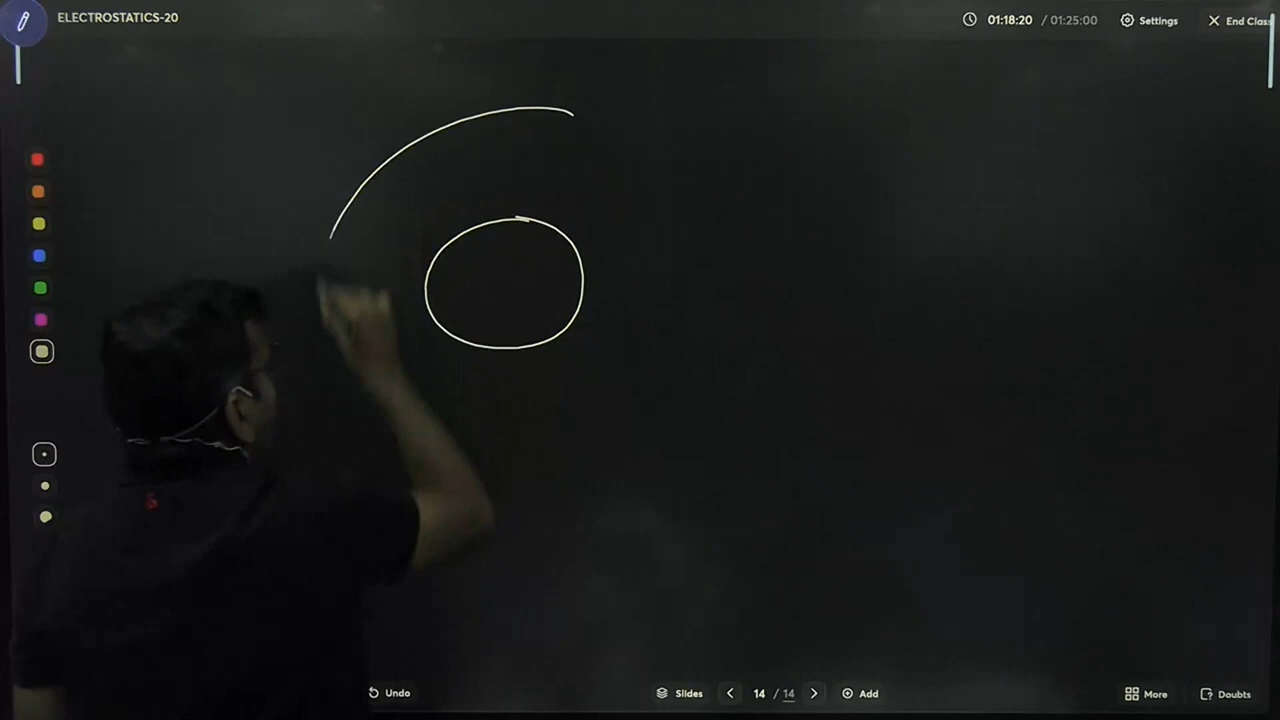 ELECTROSTATICS-20
01:18:20 / 01:25:00
Settings
End Class
Undo
Slides
14 / 14
Add
More
Doubts